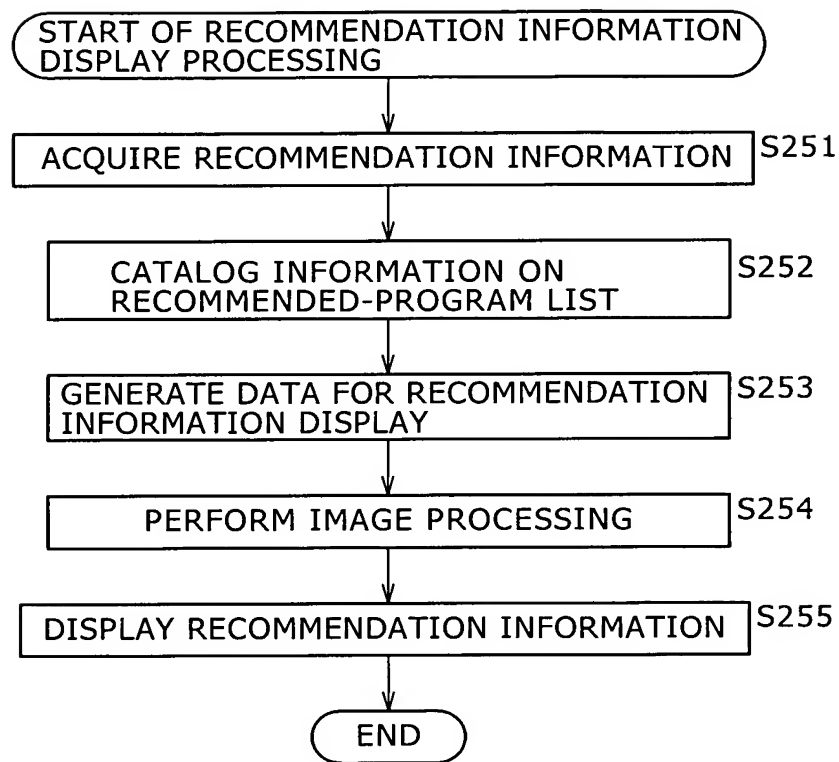 START OF RECOMMENDATION INFORMATION
DISPLAY PROCESSING
ACQUIRE RECOMMENDATION INFORMATION
S251
CATALOG INFORMATION ON
RECOMMENDED-PROGRAM LIST
S252
GENERATE DATA FOR RECOMMENDATION
INFORMATION DISPLAY
S253
PERFORM IMAGE PROCESSING
S254
DISPLAY RECOMMENDATION INFORMATION
S255
END